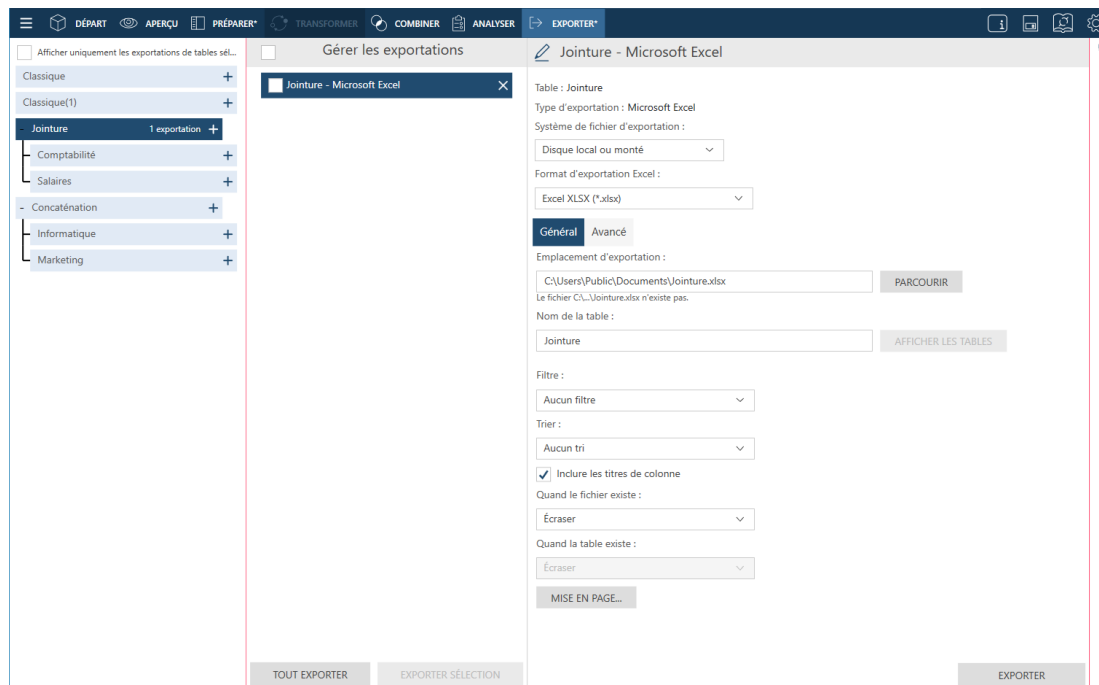 DÉPART APERÇU PRÉPARER* TRANSFORMER COMBINER ANALYSER EXPORTER*
Afficher uniquement les exportations de tables sél...
Classique +
Classique(1) +
- Jointure 1 exportation +
Comptabilité +
Salaires +
- Concaténation +
Informatique +
Marketing +
Gérer les exportations
Jointure - Microsoft Excel
TOUT EXPORTER EXPORTER SÉLECTION
Jointure - Microsoft Excel
Table : Jointure
Type d'exportation : Microsoft Excel
Système de fichier d'exportation :
Disque local ou monté
Format d'exportation Excel :
Excel XLSX (*.xlsx)
Général Avancé
Emplacement d'exportation :
C:\Users\Public\Documents\Jointure.xlsx PARCOURIR
Le fichier C:\...\Jointure.xlsx n'existe pas.
Nom de la table :
Jointure AFFICHER LES TABLES
Filtre :
Aucun filtre
Trier :
Aucun tri
Inclure les titres de colonne
Quand le fichier existe :
Écraser
Quand la table existe :
Écraser
MISE EN PAGE...
EXPORTER